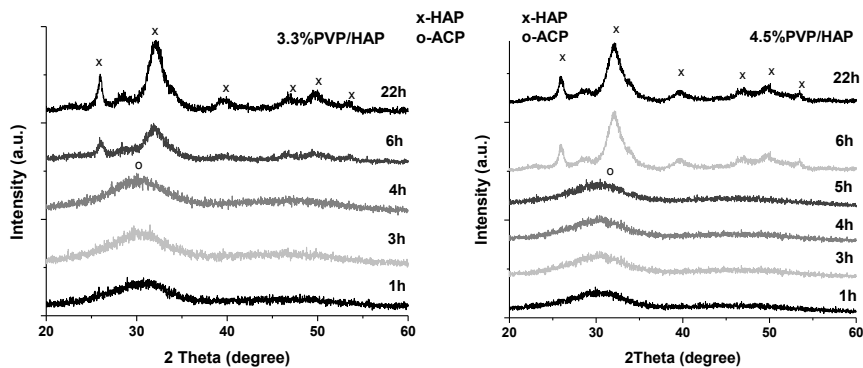 x-HAP
o-ACP
3.3%PVP/HAP
x x x x x x
22h
6h
o
4h
3h
1h
Intensity (a.u.)
20 30 40 50 60
2 Theta (degree)
x-HAP
o-ACP
4.5%PVP/HAP
x x x x x x
22h
6h
o
5h
4h
3h
1h
Intensity (a.u.)
20 30 40 50 60
2Theta (degree)